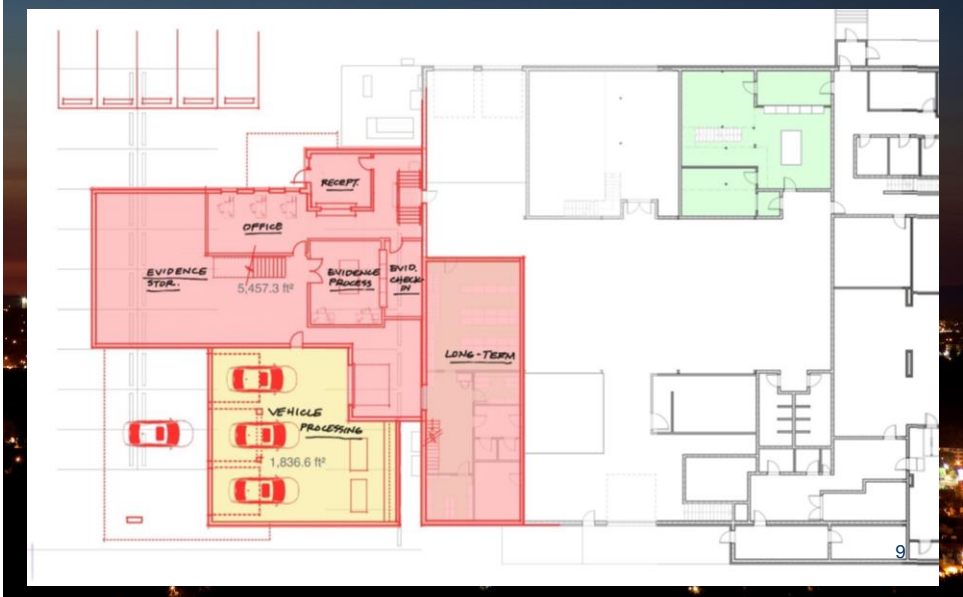 RECEPT.
OFFICE
EVIDENCE
STOR.
5,457.3 ft²
EVIDENCE
PROCESS
EVID.
CHECK-
IN
LONG-TERM
VEHICLE
PROCESSING
1,836.6 ft²
9